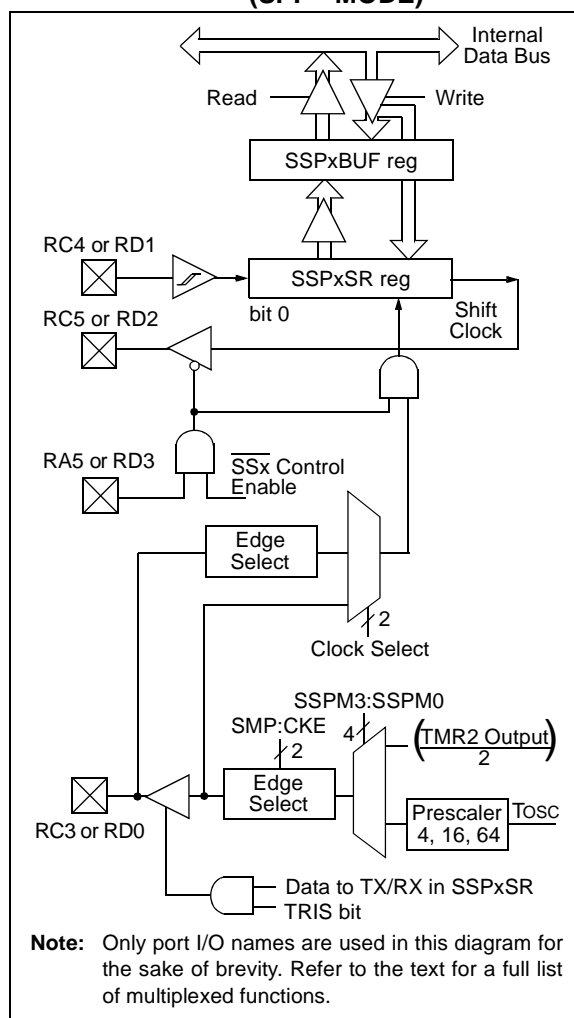 Internal
Data Bus
Read
Write
SSPxBUF reg
RC4 or RD1
SSPxSR reg
bit 0
Shift
Clock
RC5 or RD2
RA5 or RD3
SSx Control
Enable
Edge
Select
2
Clock Select
SSPM3:SSPM0
SMP:CKE
4
2
(TMR2 Output)
2
Edge
Select
Prescaler
4, 16, 64
TOSC
RC3 or RD0
Data to TX/RX in SSPxSR
TRIS bit
Note: Only port I/O names are used in this diagram for
the sake of brevity. Refer to the text for a full list
of multiplexed functions.